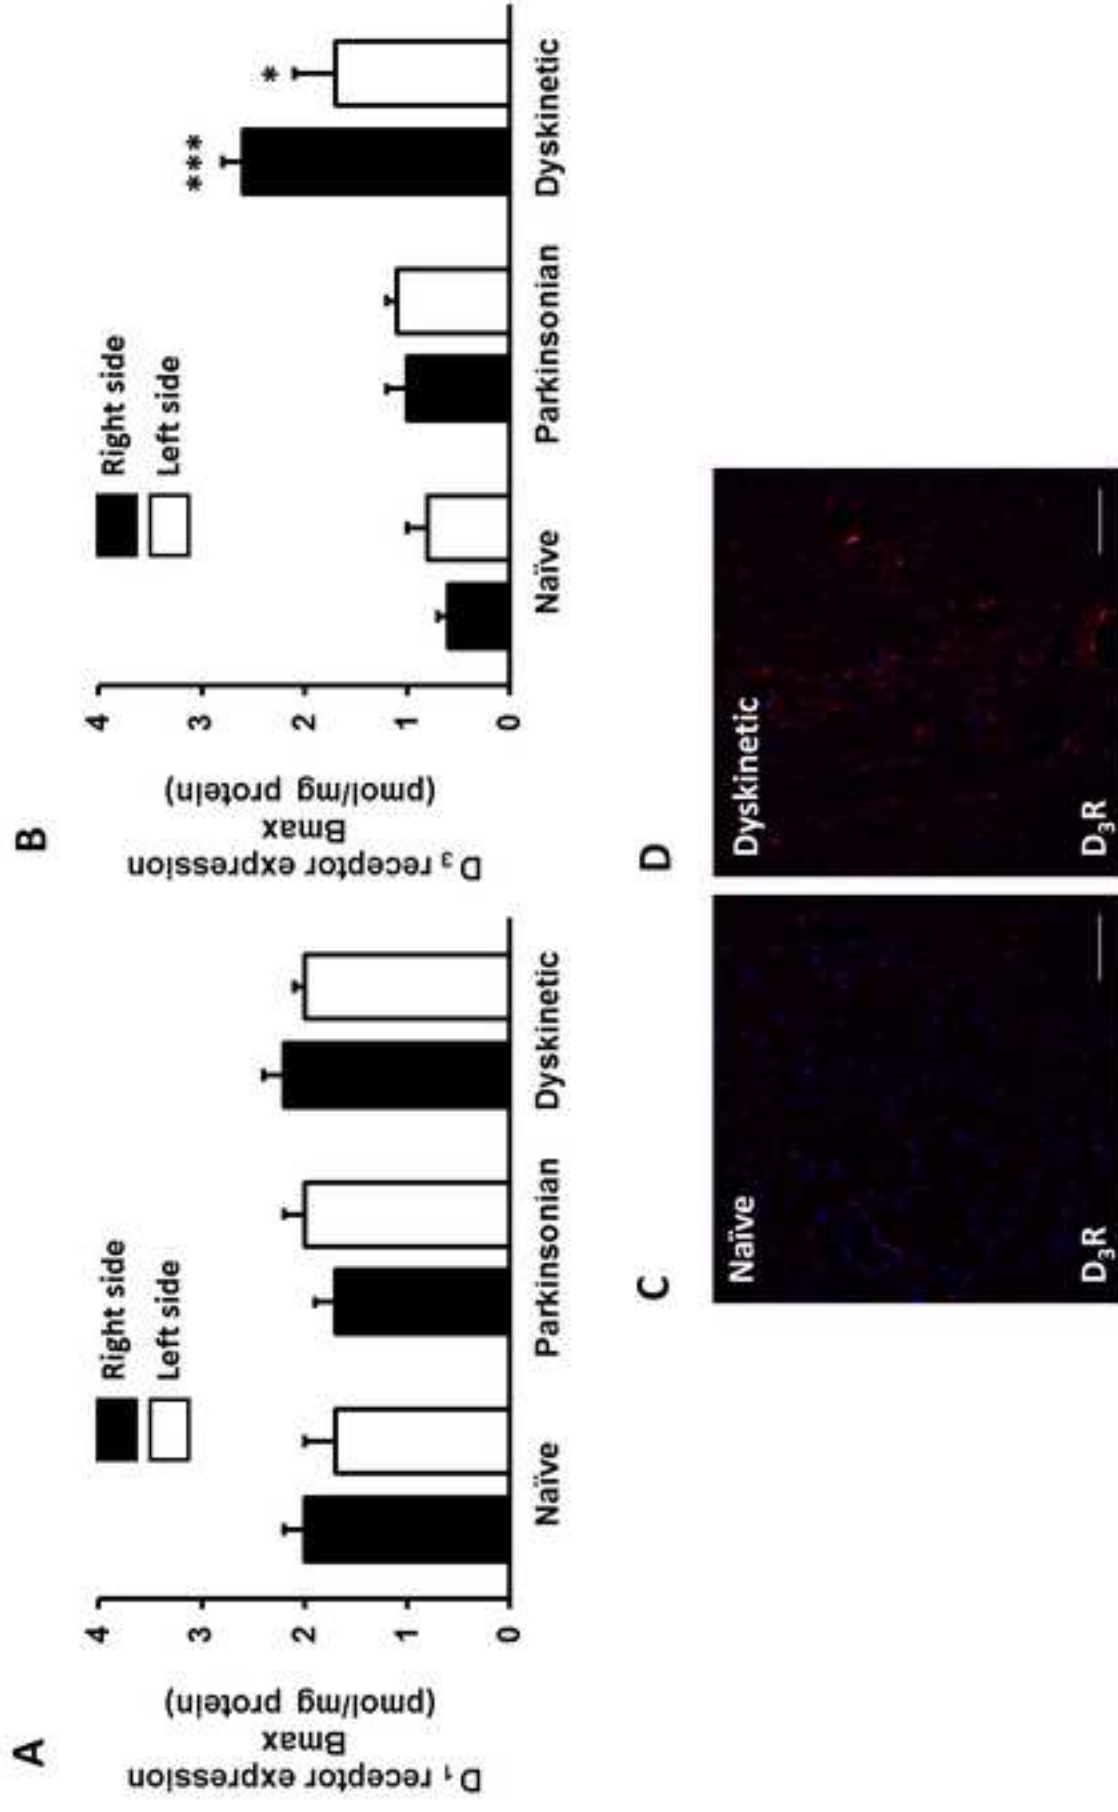 A
D₁ receptor expression
Bmax
(pmol/mg protein)
4
3
2
1
0
Right side
Left side
Naïve
Parkinsonian
Dyskinetic
B
D₃ receptor expression
Bmax
(pmol/mg protein)
4
3
2
1
0
Right side
Left side
***
*
Naïve
Parkinsonian
Dyskinetic
C
Naïve
D₃R
D
Dyskinetic
D₃R